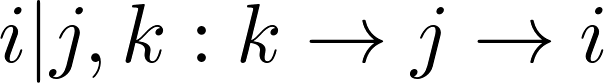 i|j, k : k → j → i